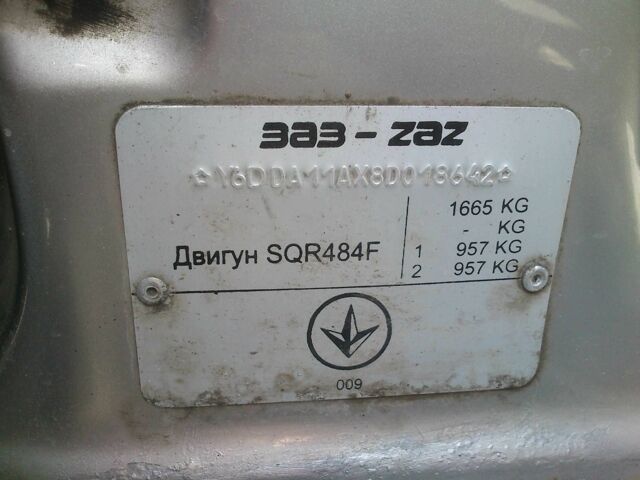 ЗАЗ - ZAZ
Y6DDA11AX8D018642
1665 KG
- KG
Двигун SQR484F
1 957 KG
2 957 KG
009